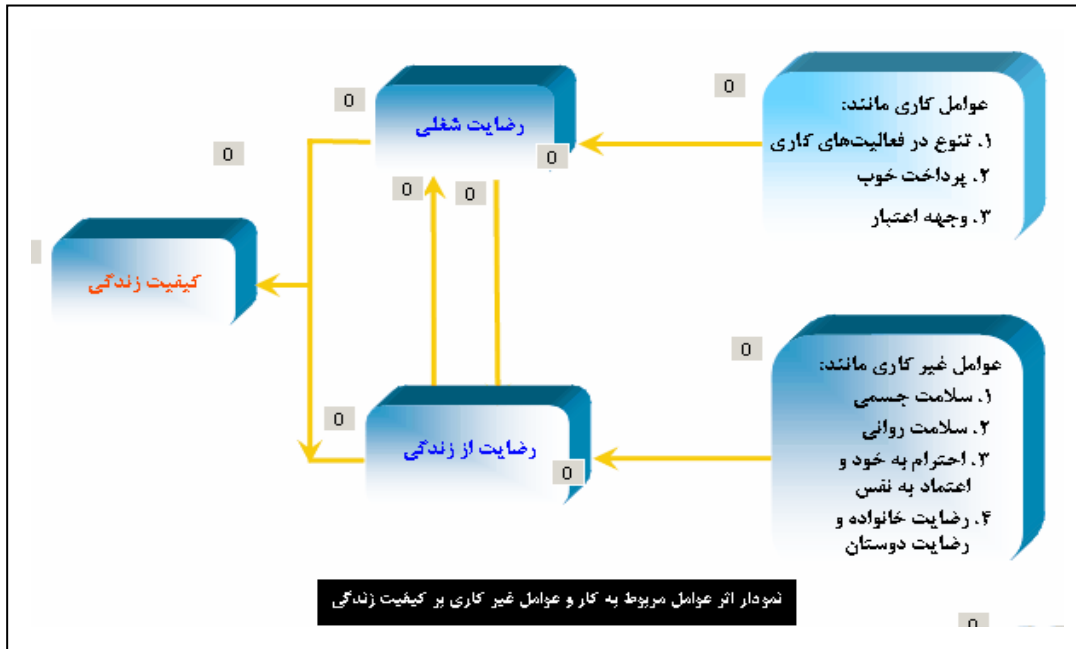 عوامل کاری مانند:
۱. تنوع در فعالیت‌های کاری
۲. پرداخت خوب
۳. وجهه اعتبار
رضایت شغلی
کیفیت زندگی
عوامل غیر کاری مانند:
۱. سلامت جسمی
۲. سلامت روانی
۳. احترام به خود و
اعتماد به نفس
۴. رضایت خانواده و
رضایت دوستان
رضایت از زندگی
نمودار اثر عوامل مربوط به کار و عوامل غیر کاری بر کیفیت زندگی
0
0
0
0
0
0
0
0
0
0